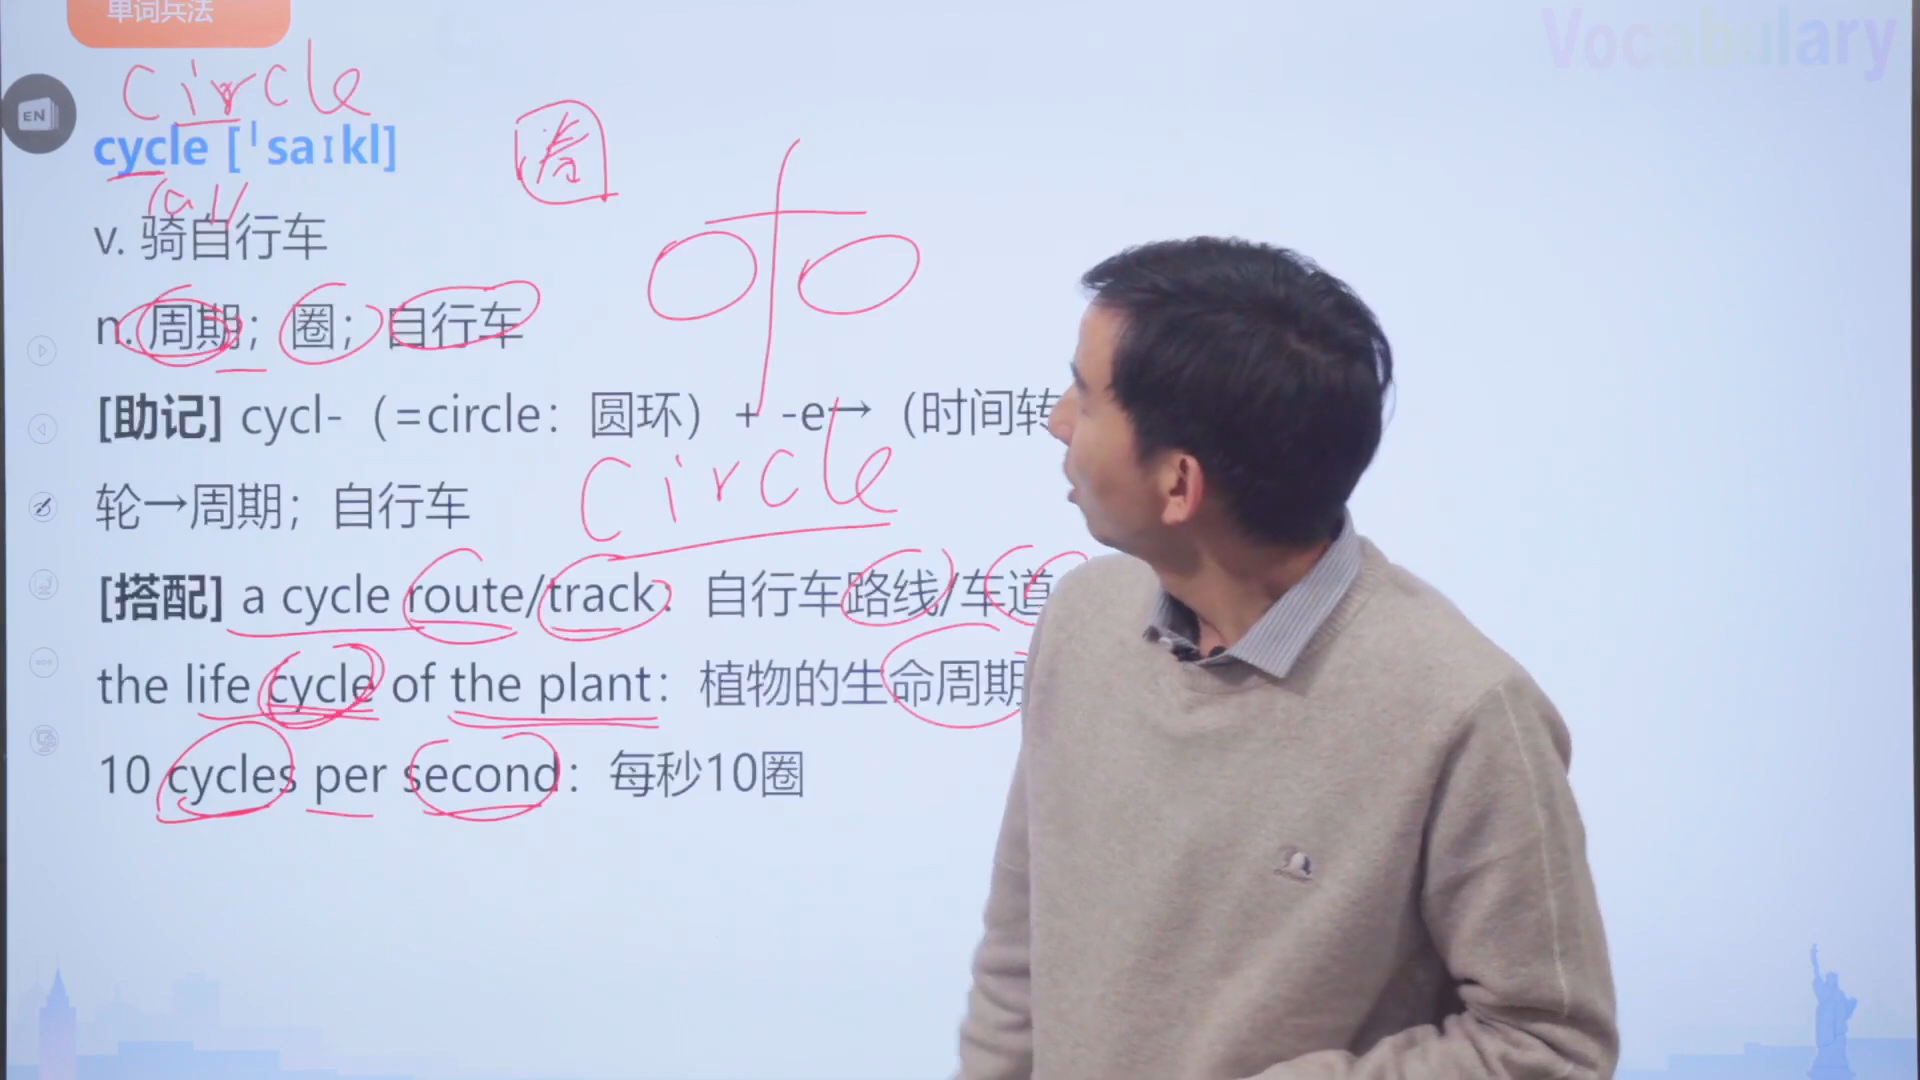 单词兵法
Vocabulary
circle
EN
cycle [ˈsaɪkl]
圈
/aɪ/
v. 骑自行车
n. 周期；圈；自行车
[助记] cycl-（=circle：圆环）+ -e→（时间转
轮→周期；自行车
circle
[搭配] a cycle route/track：自行车路线/车道
the life cycle of the plant：植物的生命周期
10 cycles per second：每秒10圈